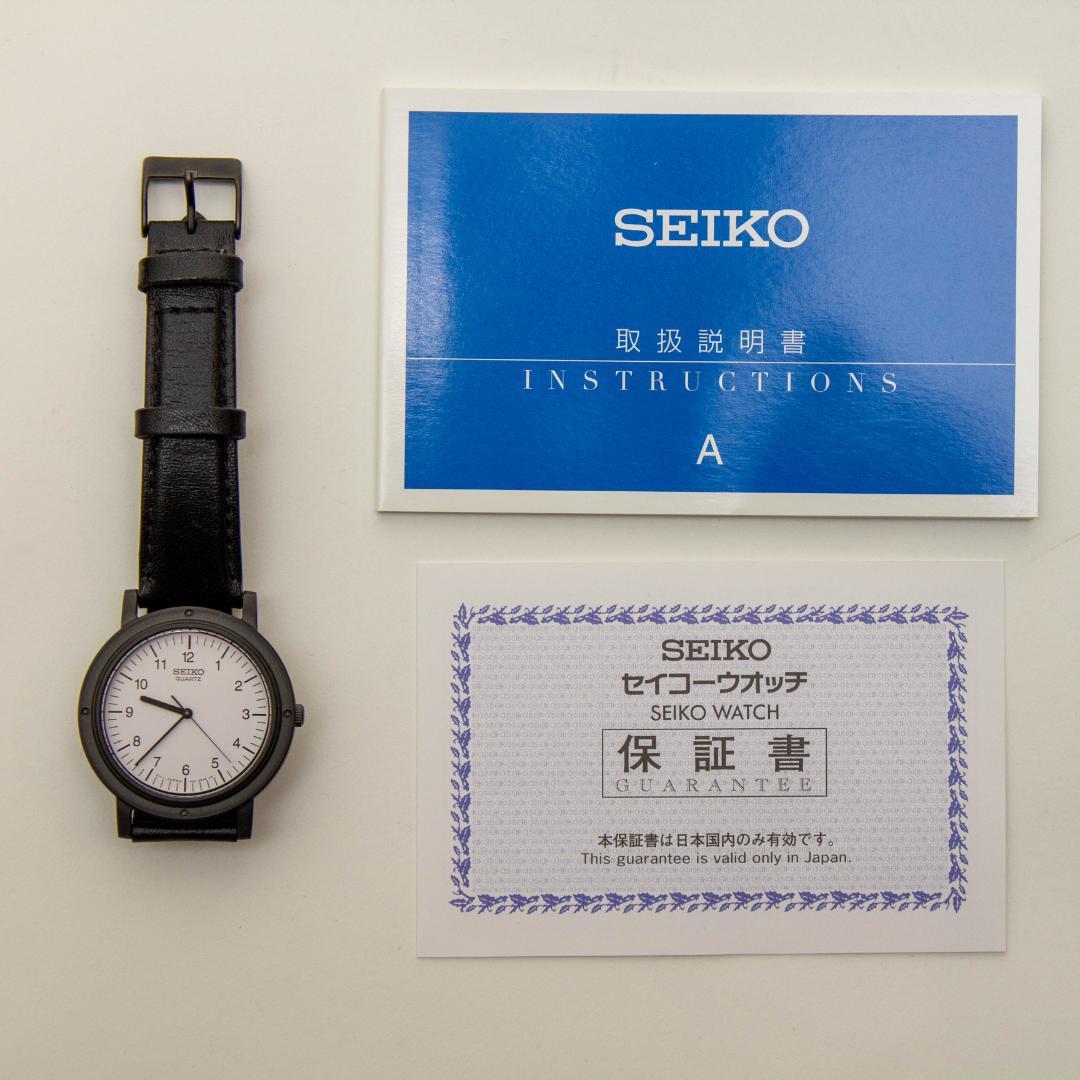 SEIKO
取扱説明書
INSTRUCTIONS
A
SEIKO
セイコーウオッチ
SEIKO WATCH
保証書
GUARANTEE
本保証書は日本国内のみ有効です。
This guarantee is valid only in Japan.
12
11
1
SEIKO
QUARTZ
10
2
9
3
8
4
7
5
6